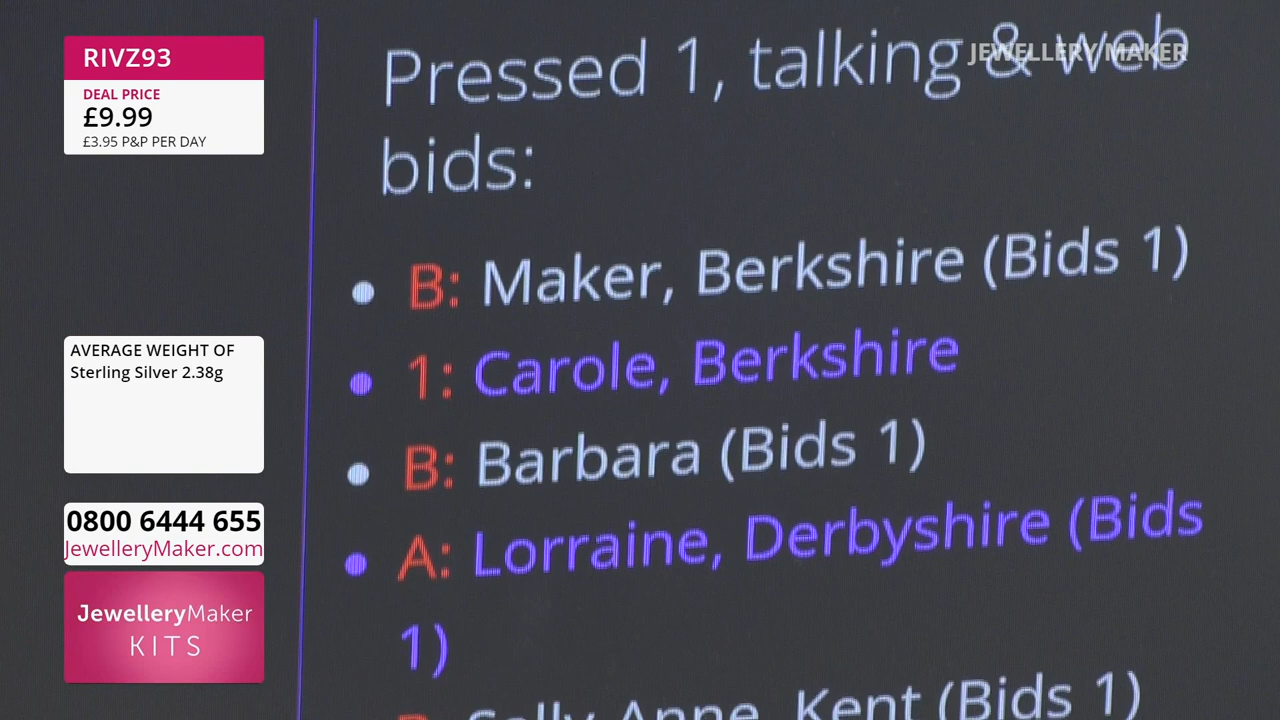 RIVZ93
DEAL PRICE
£9.99
£3.95 P&P PER DAY
AVERAGE WEIGHT OF
Sterling Silver 2.38g
0800 6444 655
JewelleryMaker.com
JewelleryMaker
KITS
JEWELLERY MAKER
Pressed 1, talking & web
bids:
• B: Maker, Berkshire (Bids 1)
• 1: Carole, Berkshire
• B: Barbara (Bids 1)
• A: Lorraine, Derbyshire (Bids
1)
B: Sally Anne, Kent (Bids 1)